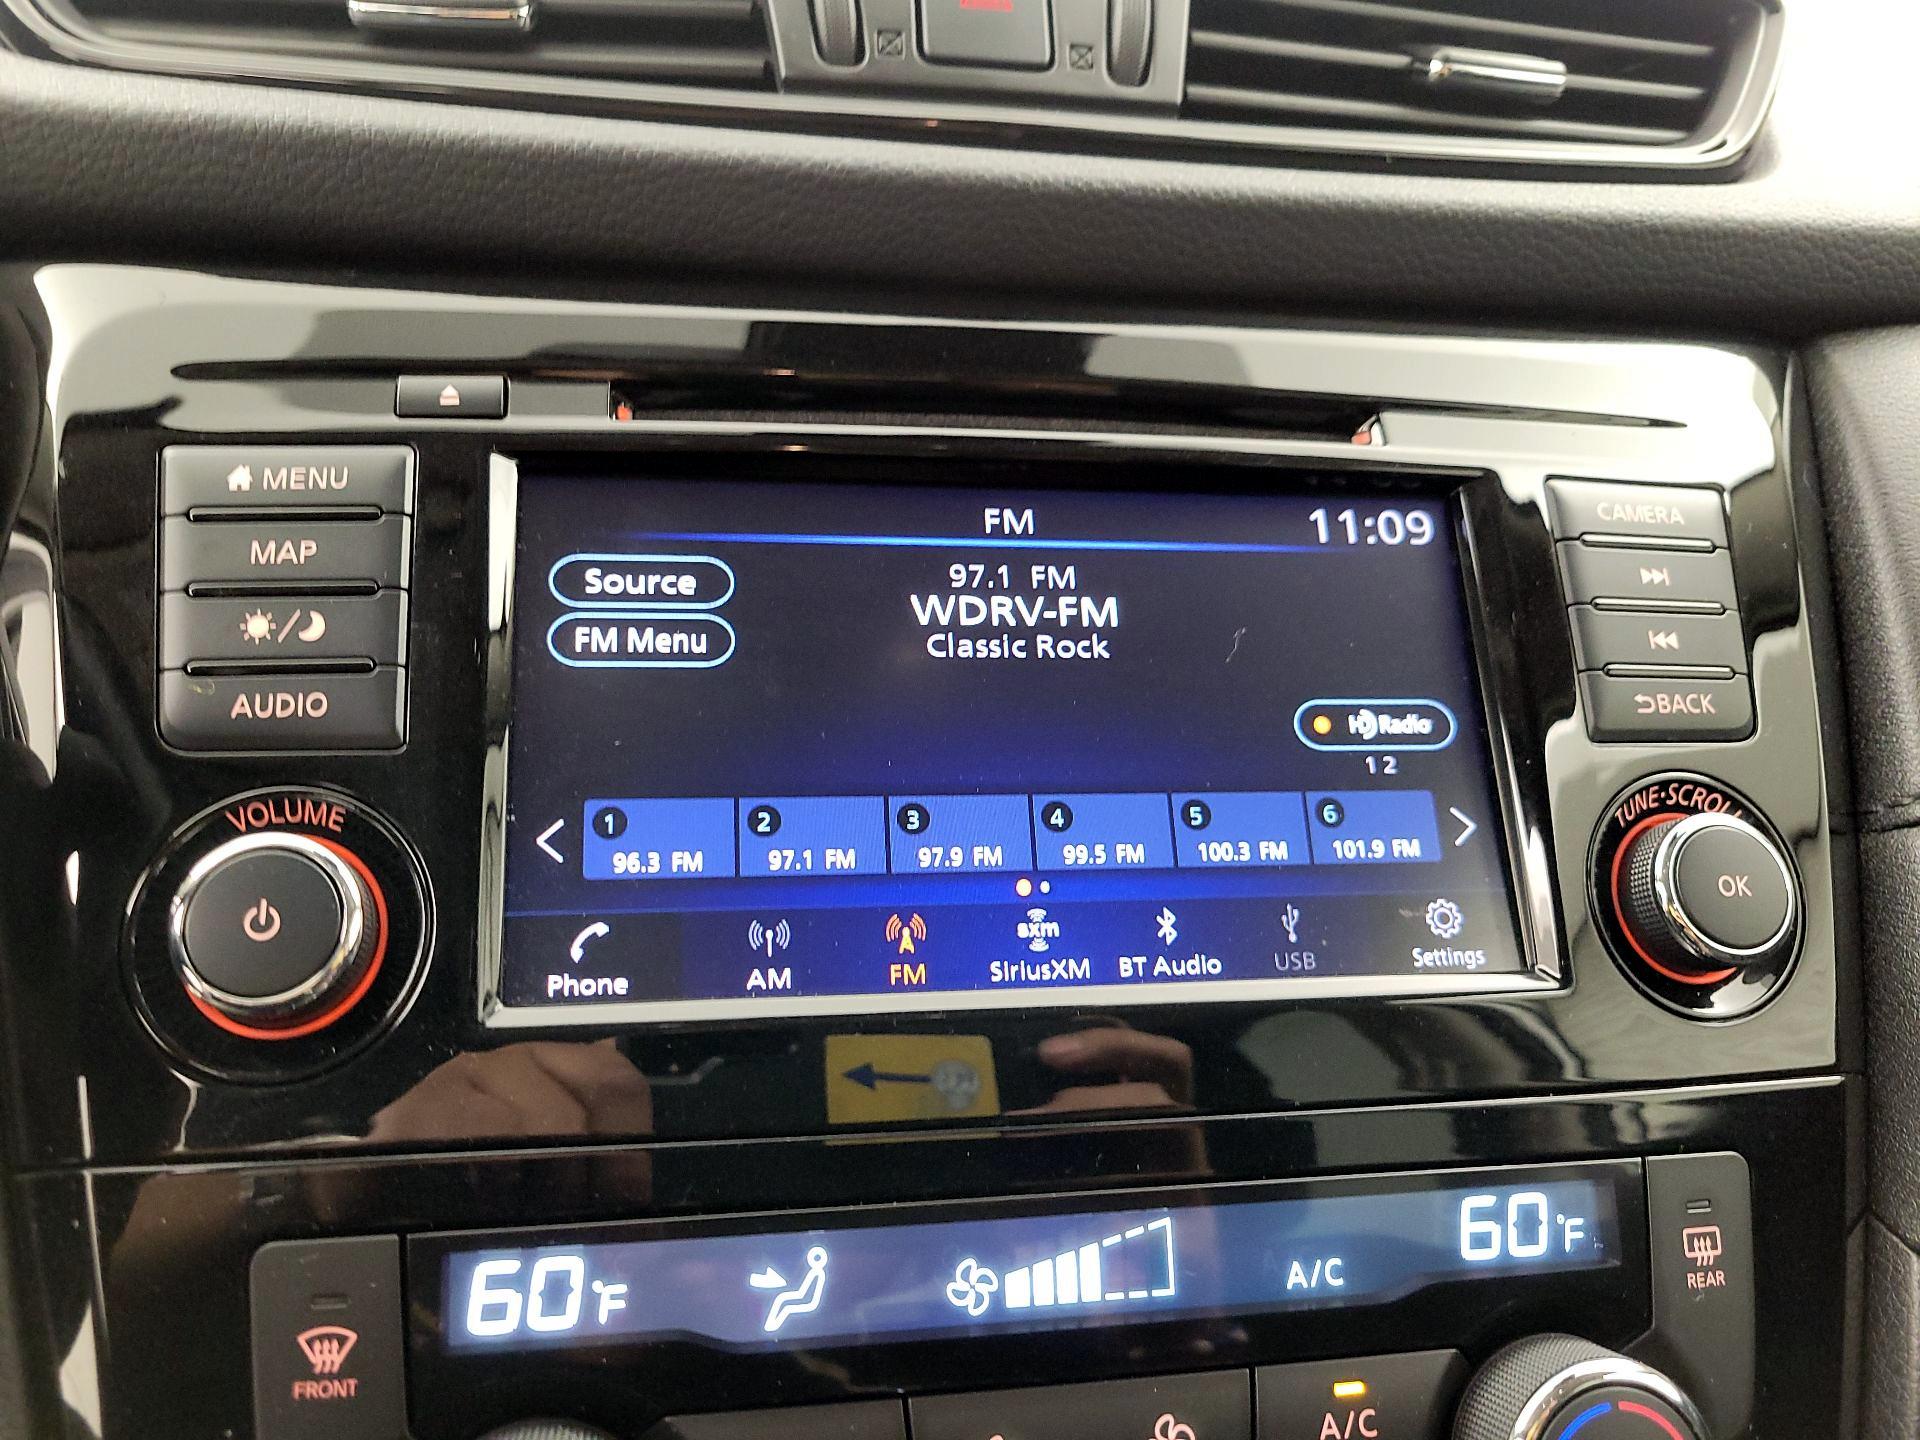 MENU
MAP
AUDIO
VOLUME
FM
11:09
Source
FM Menu
97.1 FM
WDRV-FM
Classic Rock
HD Radio
1 2
1
96.3 FM
2
97.1 FM
3
97.9 FM
4
99.5 FM
5
100.3 FM
6
101.9 FM
Phone
AM
FM
sxm
SiriusXM
BT Audio
USB
Settings
CAMERA
BACK
TUNE·SCROLL
OK
60°F
A/C
60°F
FRONT
REAR
A/C